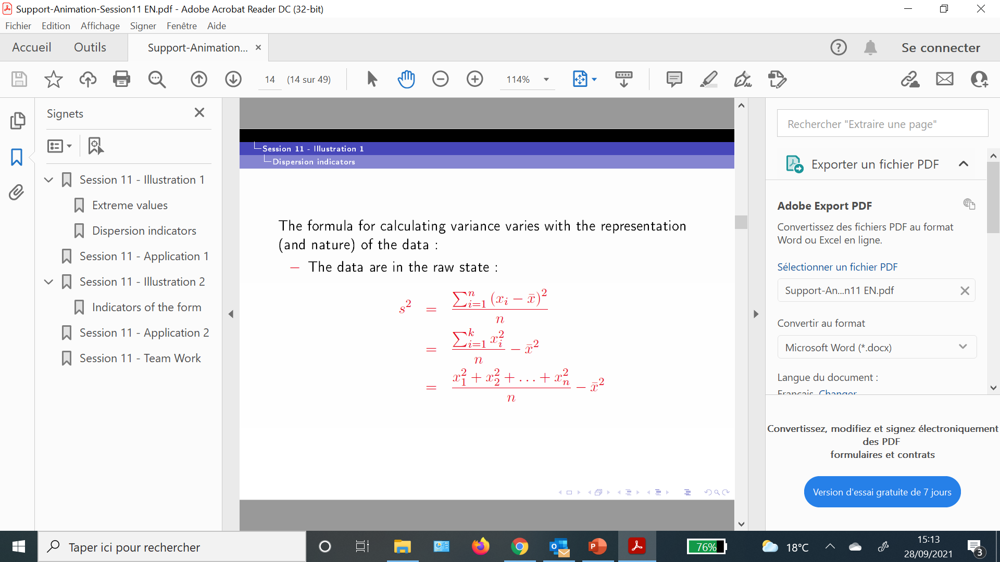 Support-Animation-Session11 EN.pdf - Adobe Acrobat Reader DC (32-bit)
Fichier Edition Affichage Signer Fenêtre Aide
Accueil Outils Support-Animation... × Se connecter
14 (14 sur 49) 114%
Signets
Session 11 - Illustration 1
Extreme values
Dispersion indicators
Session 11 - Application 1
Session 11 - Illustration 2
Indicators of the form
Session 11 - Application 2
Session 11 - Team Work
Session 11 - Illustration 1
Dispersion indicators
The formula for calculating variance varies with the representation
(and nature) of the data :
— The data are in the raw state :
$s^2 = \frac{\sum_{i=1}^{n} (x_i - \bar{x})^2}{n}$
$= \frac{\sum_{i=1}^{k} x_i^2}{n} - \bar{x}^2$
$= \frac{x_1^2 + x_2^2 + \ldots + x_n^2}{n} - \bar{x}^2$
Rechercher "Extraire une page"
Exporter un fichier PDF
Adobe Export PDF
Convertissez des fichiers PDF au format
Word ou Excel en ligne.
Sélectionner un fichier PDF
Support-An...n11 EN.pdf
Convertir au format
Microsoft Word (*.docx)
Langue du document :
Français Changer
Convertissez, modifiez et signez électroniquement
des PDF
formulaires et contrats
Version d'essai gratuite de 7 jours
Taper ici pour rechercher
76%
18°C
15:13
28/09/2021
3